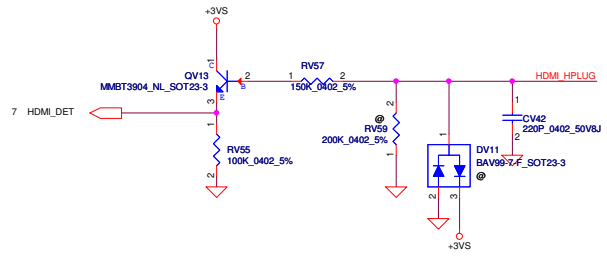 +3VS
1
C
QV13
MMBT3904_NL_SOT23-3
2
B
E
3
RV57
1
2
150K_0402_5%
HDMI_HPLUG
7
HDMI_DET
1
RV55
100K_0402_5%
2
2
@
RV59
200K_0402_5%
1
1
CV42
220P_0402_50V8J
2
1
DV11
BAV99-7-F_SOT23-3
@
2
3
+3VS